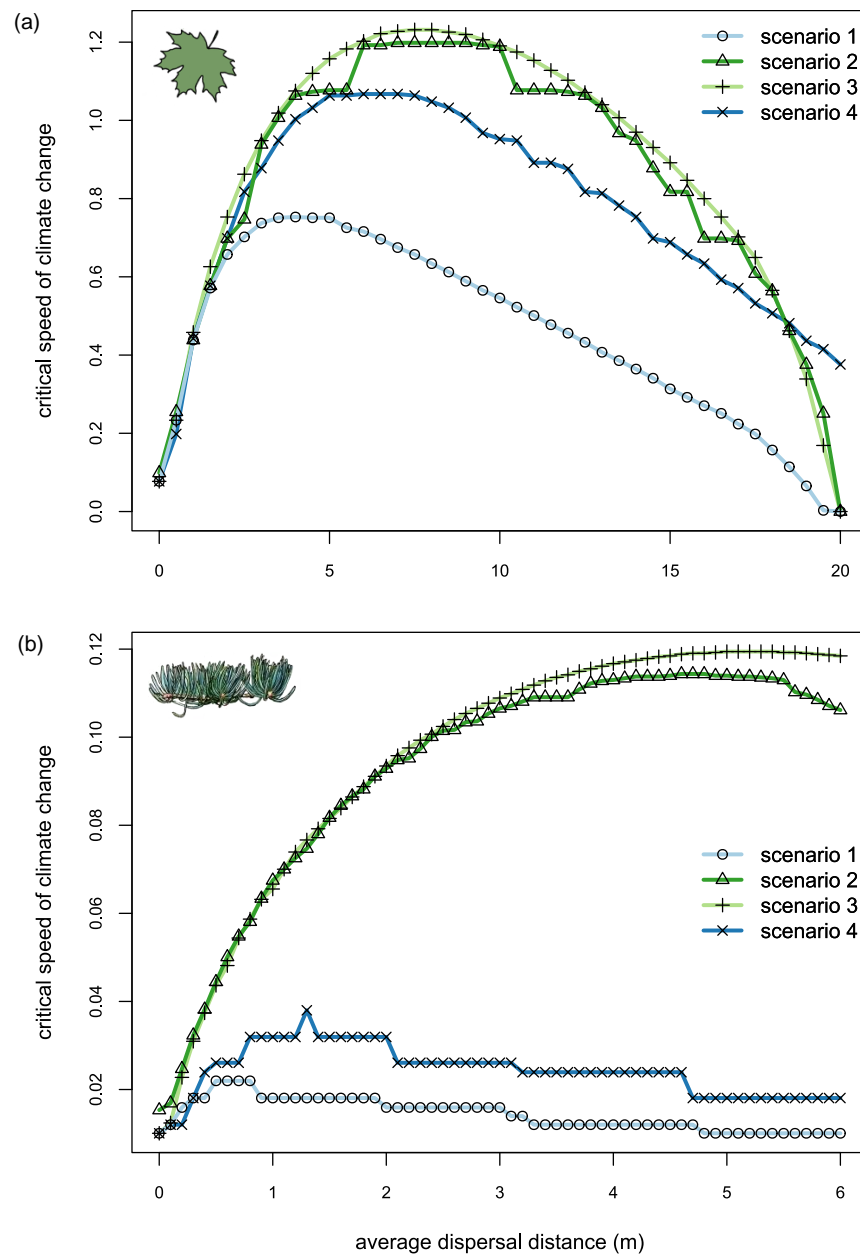 (a)
critical speed of climate change
0.0
0.2
0.4
0.6
0.8
1.0
1.2
scenario 1
scenario 2
scenario 3
scenario 4
0
5
10
15
20
(b)
critical speed of climate change
0.02
0.04
0.06
0.08
0.10
0.12
scenario 1
scenario 2
scenario 3
scenario 4
0
1
2
3
4
5
6
average dispersal distance (m)